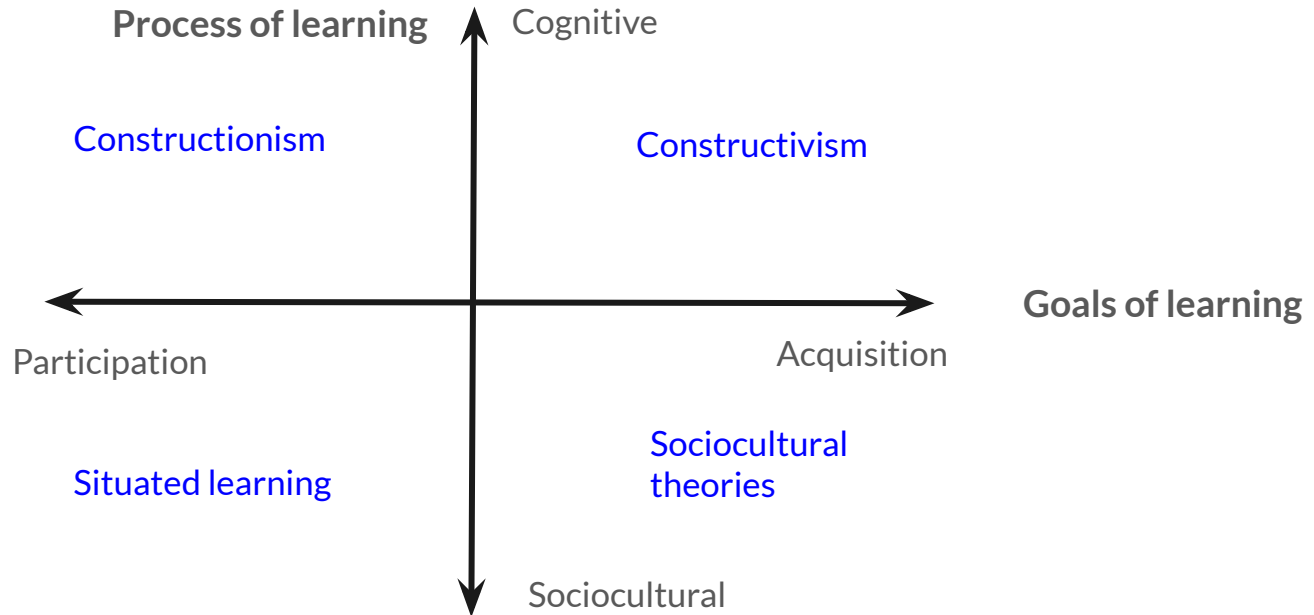 Process of learning
Cognitive
Constructionism
Constructivism
Goals of learning
Participation
Acquisition
Situated learning
Sociocultural
theories
Sociocultural